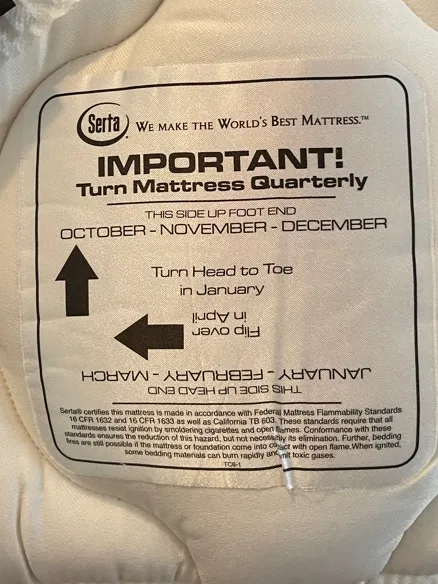 Serta
WE MAKE THE WORLD'S BEST MATTRESS.™
IMPORTANT!
Turn Mattress Quarterly
THIS SIDE UP FOOT END
OCTOBER - NOVEMBER - DECEMBER
Turn Head to Toe
in January
Flip over
in April
THIS SIDE UP HEAD END
JANUARY - FEBRUARY - MARCH
Serta® certifies this mattress is made in accordance with Federal Mattress Flammability Standards
16 CFR 1632 and 16 CFR 1633 as well as California TB 603. These standards require that all
mattresses resist ignition by smoldering cigarettes and open flames. Conformance with these
standards ensures the reduction of this hazard, but not necessarily its elimination. Further, bedding
fires are still possible if the mattress or foundation come into contact with open flame. When ignited,
some bedding materials can burn rapidly and emit toxic gases.
TC6-1